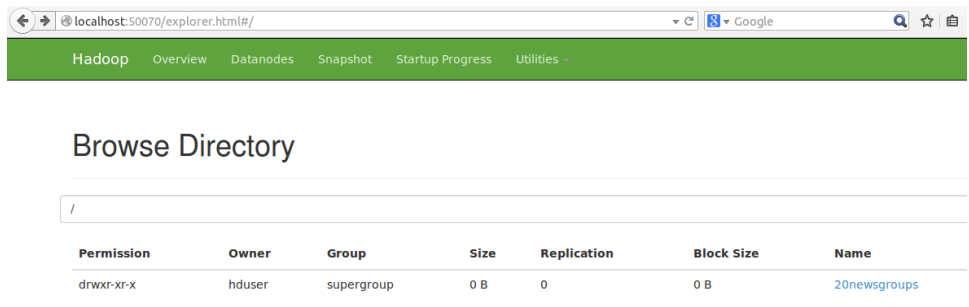 localhost:50070/explorer.html#/ Google
Hadoop Overview Datanodes Snapshot Startup Progress Utilities
Browse Directory
/
Permission Owner Group Size Replication Block Size Name
drwxr-xr-x hduser supergroup 0 B 0 0 B 20newsgroups